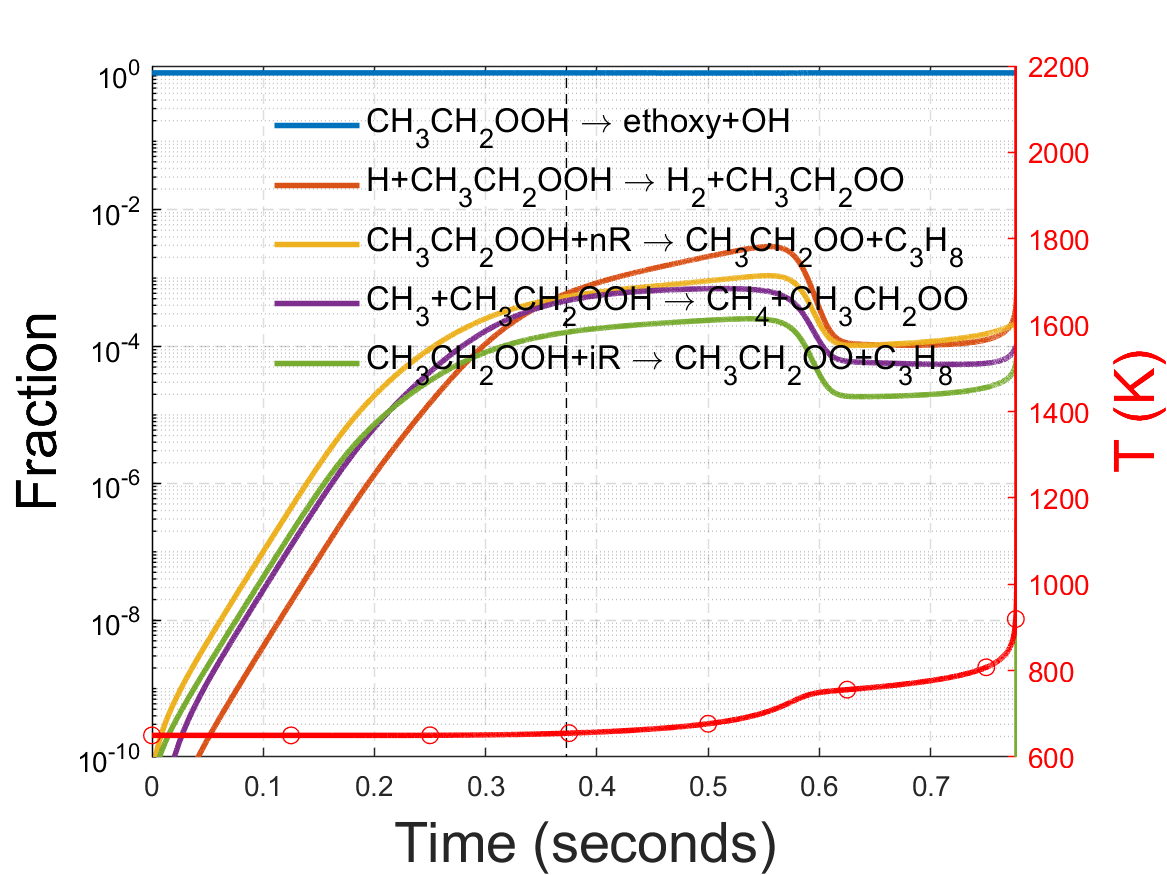 10⁰
10⁻²
10⁻⁴
10⁻⁶
10⁻⁸
10⁻¹⁰
Fraction
CH₃CH₂OOH → ethoxy+OH
H+CH₃CH₂OOH → H₂+CH₃CH₂OO
CH₃CH₂OOH+nR → CH₃CH₂OO+C₃H₈
CH₃+CH₃CH₂OOH → CH₄+CH₃CH₂OO
CH₃CH₂OOH+iR → CH₃CH₂OO+C₃H₈
2200
2000
1800
1600
1400
1200
1000
800
600
T (K)
0 0.1 0.2 0.3 0.4 0.5 0.6 0.7
Time (seconds)